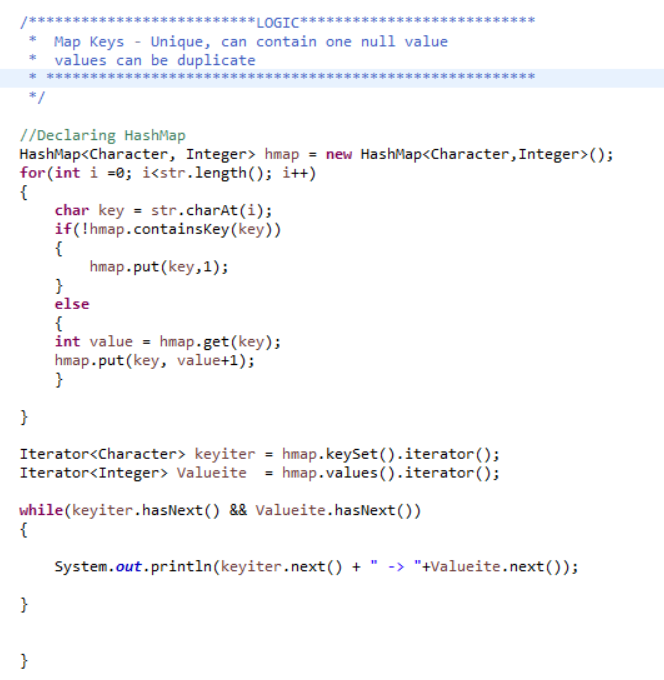 /**************************LOGIC***************************
* Map Keys - Unique, can contain one null value
* values can be duplicate
* ********************************************************
*/
//Declaring HashMap
HashMap<Character, Integer> hmap = new HashMap<Character,Integer>();
for(int i =0; i<str.length(); i++)
{
char key = str.charAt(i);
if(!hmap.containsKey(key))
{
hmap.put(key,1);
}
else
{
int value = hmap.get(key);
hmap.put(key, value+1);
}
}
Iterator<Character> keyiter = hmap.keySet().iterator();
Iterator<Integer> Valueite  = hmap.values().iterator();
while(keyiter.hasNext() && Valueite.hasNext())
{
System.out.println(keyiter.next() + " -> "+Valueite.next());
}
}